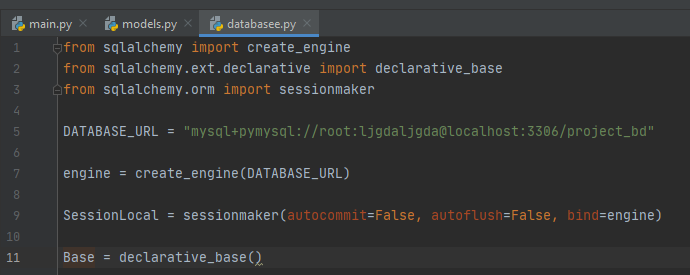 main.py models.py databasee.py
1 from sqlalchemy import create_engine
2 from sqlalchemy.ext.declarative import declarative_base
3 from sqlalchemy.orm import sessionmaker
4
5 DATABASE_URL = "mysql+pymysql://root:ljgdaljgda@localhost:3306/project_bd"
6
7 engine = create_engine(DATABASE_URL)
8
9 SessionLocal = sessionmaker(autocommit=False, autoflush=False, bind=engine)
10
11 Base = declarative_base()